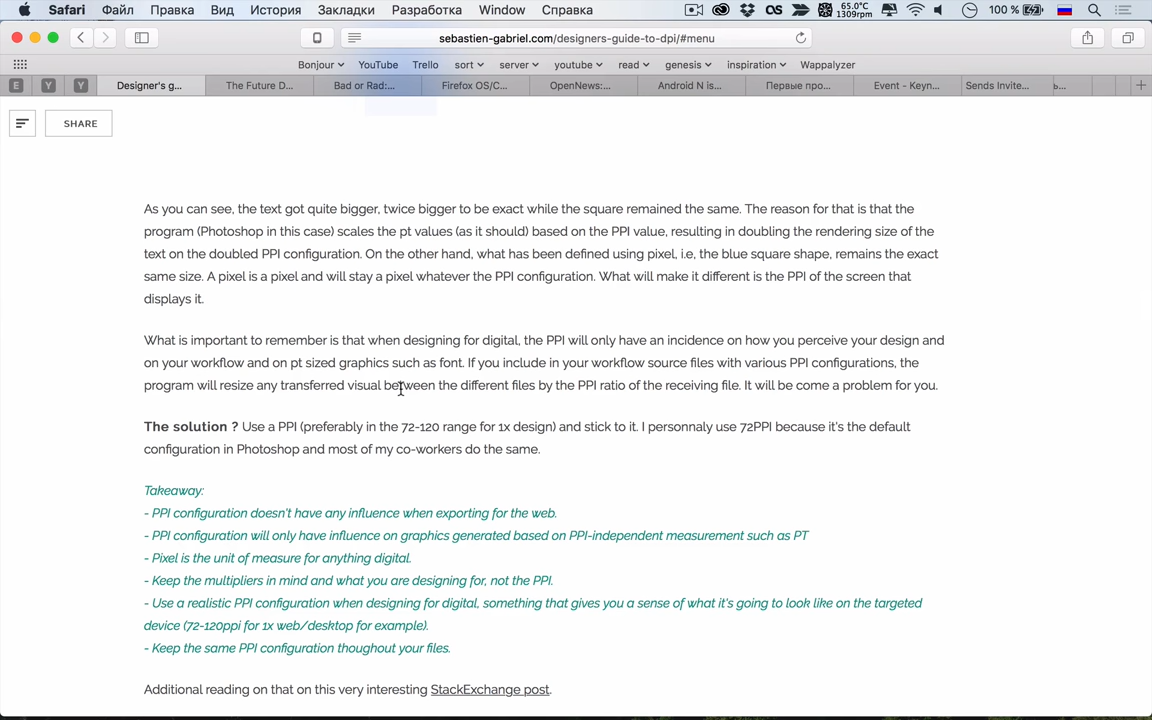 Safari Файл Правка Вид История Закладки Разработка Window Справка 65.0°C 1309rpm 100 %
sebastien-gabriel.com/designers-guide-to-dpi/#menu
Bonjour YouTube Trello sort server youtube read genesis inspiration Wappalyzer
E Y Y Designer's g... The Future D... Bad or Rad:... Firefox OS/C... OpenNews:... Android N is... Первые про... Event - Keyn... Sends Invite... ь...
SHARE
As you can see, the text got quite bigger, twice bigger to be exact while the square remained the same. The reason for that is that the
program (Photoshop in this case) scales the pt values (as it should) based on the PPI value, resulting in doubling the rendering size of the
text on the doubled PPI configuration. On the other hand, what has been defined using pixel, i.e, the blue square shape, remains the exact
same size. A pixel is a pixel and will stay a pixel whatever the PPI configuration. What will make it different is the PPI of the screen that
displays it.
What is important to remember is that when designing for digital, the PPI will only have an incidence on how you perceive your design and
on your workflow and on pt sized graphics such as font. If you include in your workflow source files with various PPI configurations, the
program will resize any transferred visual between the different files by the PPI ratio of the receiving file. It will be come a problem for you.
The solution ? Use a PPI (preferably in the 72-120 range for 1x design) and stick to it. I personnaly use 72PPI because it's the default
configuration in Photoshop and most of my co-workers do the same.
Takeaway:
- PPI configuration doesn't have any influence when exporting for the web.
- PPI configuration will only have influence on graphics generated based on PPI-independent measurement such as PT
- Pixel is the unit of measure for anything digital.
- Keep the multipliers in mind and what you are designing for, not the PPI.
- Use a realistic PPI configuration when designing for digital, something that gives you a sense of what it's going to look like on the targeted
device (72-120ppi for 1x web/desktop for example).
- Keep the same PPI configuration thoughout your files.
Additional reading on that on this very interesting StackExchange post.